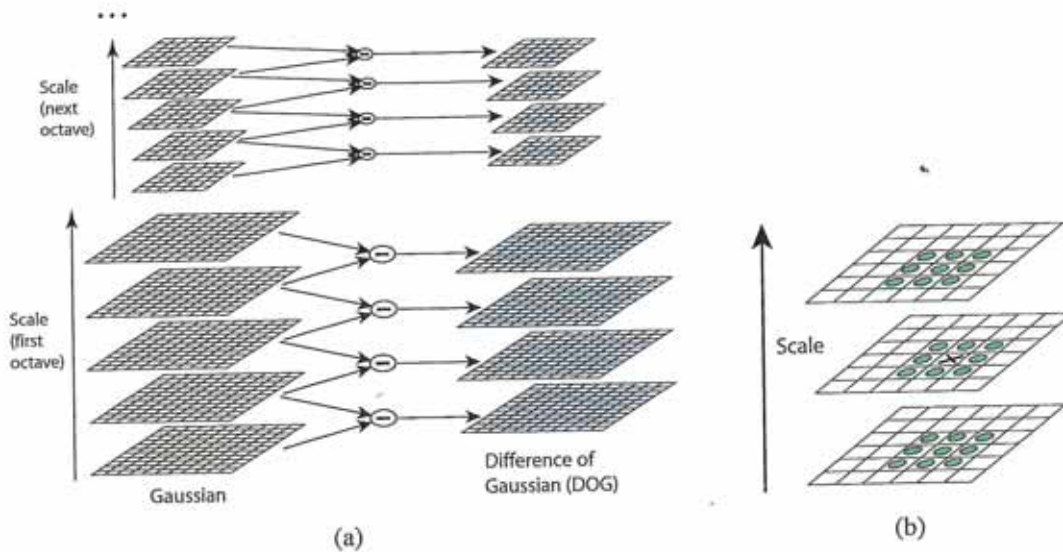 ...
Scale
(next
octave)
Scale
(first
octave)
Gaussian
Difference of
Gaussian (DOG)
(a)
Scale
(b)